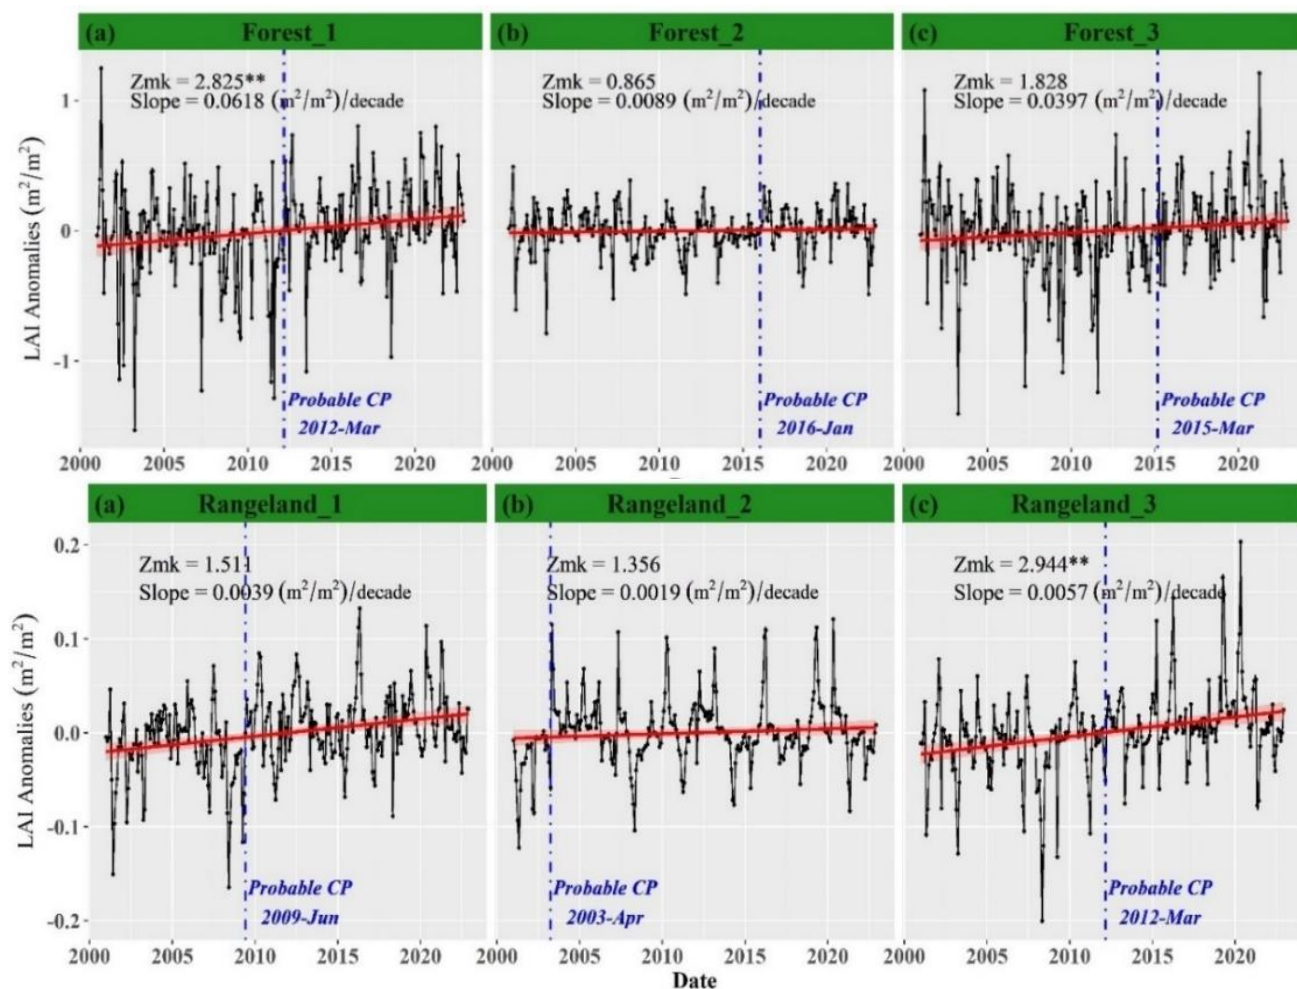 (a) Forest_1
(b) Forest_2
(c) Forest_3
Zmk = 2.825**
Slope = 0.0618 (m²/m²)/decade
Zmk = 0.865
Slope = 0.0089 (m²/m²)/decade
Zmk = 1.828
Slope = 0.0397 (m²/m²)/decade
LAI Anomalies (m²/m²)
1
0
-1
Probable CP
2012-Mar
Probable CP
2016-Jan
Probable CP
2015-Mar
2000 2005 2010 2015 2020
2000 2005 2010 2015 2020
2000 2005 2010 2015 2020
(a) Rangeland_1
(b) Rangeland_2
(c) Rangeland_3
Zmk = 1.511
Slope = 0.0039 (m²/m²)/decade
Zmk = 1.356
Slope = 0.0019 (m²/m²)/decade
Zmk = 2.944**
Slope = 0.0057 (m²/m²)/decade
LAI Anomalies (m²/m²)
0.2
0.1
0.0
-0.1
-0.2
Probable CP
2009-Jun
Probable CP
2003-Apr
Probable CP
2012-Mar
2000 2005 2010 2015 2020
2000 2005 2010 2015 2020
2000 2005 2010 2015 2020
Date